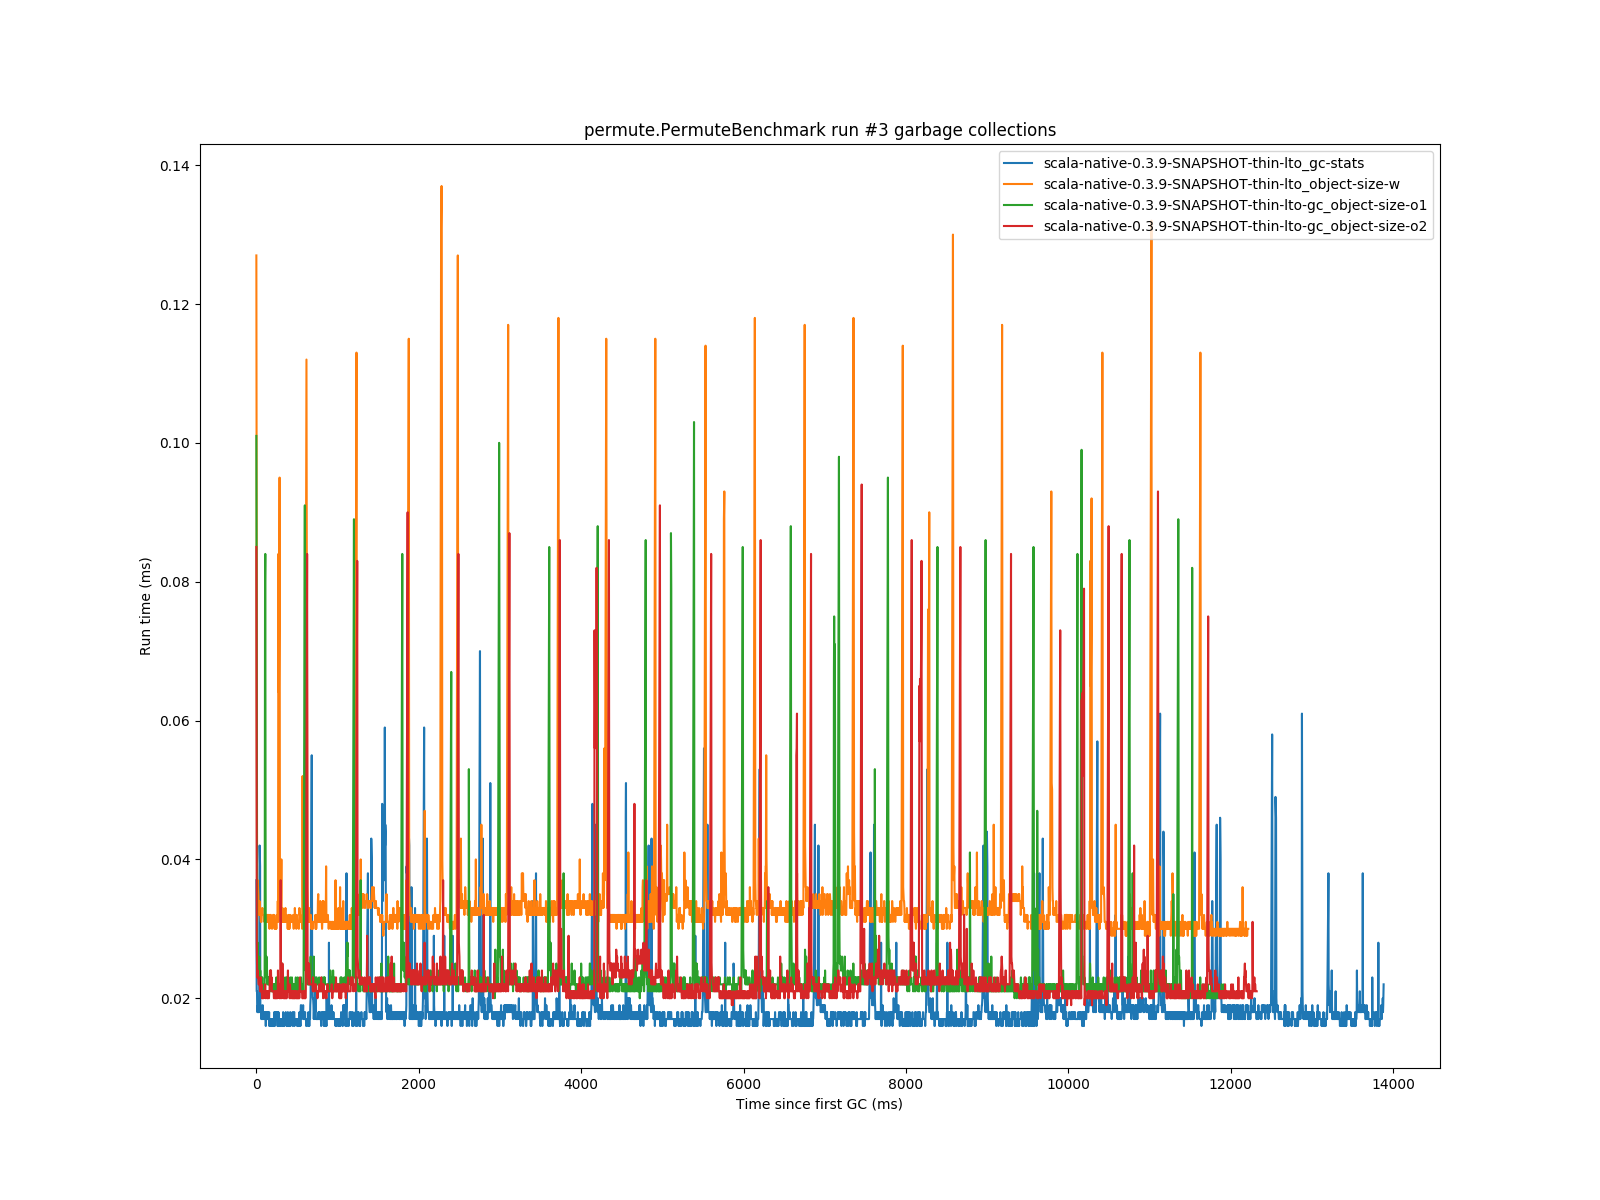 permute.PermuteBenchmark run #3 garbage collections
scala-native-0.3.9-SNAPSHOT-thin-lto_gc-stats
scala-native-0.3.9-SNAPSHOT-thin-lto_object-size-w
scala-native-0.3.9-SNAPSHOT-thin-lto-gc_object-size-o1
scala-native-0.3.9-SNAPSHOT-thin-lto-gc_object-size-o2
0.14
0.12
0.10
0.08
0.06
0.04
0.02
Run time (ms)
0 2000 4000 6000 8000 10000 12000 14000
Time since first GC (ms)